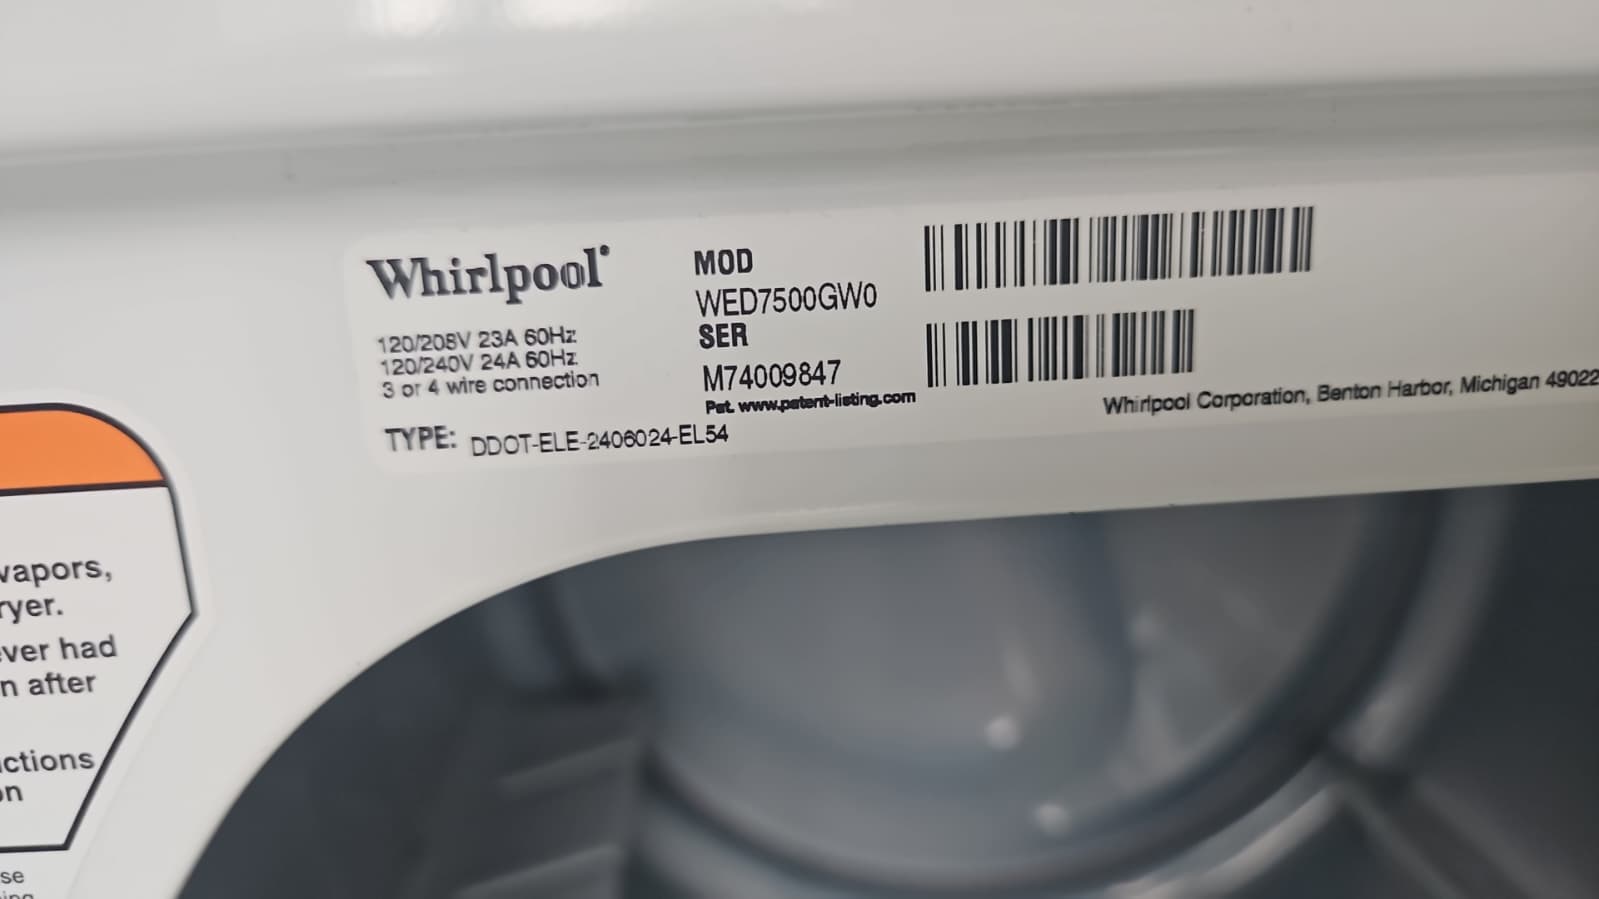 Whirlpool®
120/208V 23A 60Hz
120/240V 24A 60Hz
3 or 4 wire connection
MOD
WED7500GW0
SER
M74009847
Pat. www.patent-listing.com
TYPE: DDOT-ELE-2406024-EL54
Whirlpool Corporation, Benton Harbor, Michigan 49022
vapors,
ryer.
ver had
n after
ctions
on
se